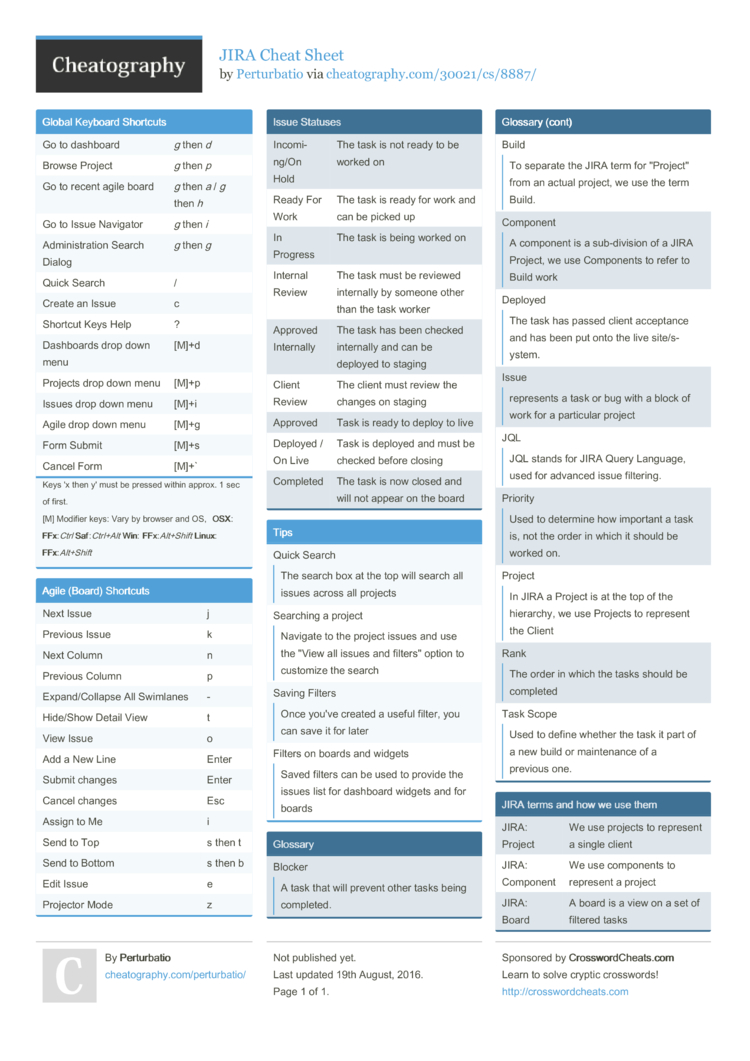 Cheatography
JIRA Cheat Sheet
by Perturbatio via cheatography.com/30021/cs/8887/
Global Keyboard Shortcuts
Go to dashboard g then d
Browse Project g then p
Go to recent agile board g then a / g
then h
Go to Issue Navigator g then i
Administration Search g then g
Dialog
Quick Search /
Create an Issue c
Shortcut Keys Help ?
Dashboards drop down [M]+d
menu
Projects drop down menu [M]+p
Issues drop down menu [M]+i
Agile drop down menu [M]+g
Form Submit [M]+s
Cancel Form [M]+`
Keys 'x then y' must be pressed within approx. 1 sec
of first.
[M] Modifier keys: Vary by browser and OS, OSX:
FFx: Ctrl Saf: Ctrl+Alt Win: FFx: Alt+Shift Linux:
FFx: Alt+Shift
Agile (Board) Shortcuts
Next Issue j
Previous Issue k
Next Column n
Previous Column p
Expand/Collapse All Swimlanes -
Hide/Show Detail View t
View Issue o
Add a New Line Enter
Submit changes Enter
Cancel changes Esc
Assign to Me i
Send to Top s then t
Send to Bottom s then b
Edit Issue e
Projector Mode z
Issue Statuses
Incomi- The task is not ready to be
ng/On worked on
Hold
Ready For The task is ready for work and
Work can be picked up
In The task is being worked on
Progress
Internal The task must be reviewed
Review internally by someone other
than the task worker
Approved The task has been checked
Internally internally and can be
deployed to staging
Client The client must review the
Review changes on staging
Approved Task is ready to deploy to live
Deployed / Task is deployed and must be
On Live checked before closing
Completed The task is now closed and
will not appear on the board
Tips
Quick Search
The search box at the top will search all
issues across all projects
Searching a project
Navigate to the project issues and use
the "View all issues and filters" option to
customize the search
Saving Filters
Once you've created a useful filter, you
can save it for later
Filters on boards and widgets
Saved filters can be used to provide the
issues list for dashboard widgets and for
boards
Glossary
Blocker
A task that will prevent other tasks being
completed.
Glossary (cont)
Build
To separate the JIRA term for "Project"
from an actual project, we use the term
Build.
Component
A component is a sub-division of a JIRA
Project, we use Components to refer to
Build work
Deployed
The task has passed client acceptance
and has been put onto the live site/s-
ystem.
Issue
represents a task or bug with a block of
work for a particular project
JQL
JQL stands for JIRA Query Language,
used for advanced issue filtering.
Priority
Used to determine how important a task
is, not the order in which it should be
worked on.
Project
In JIRA a Project is at the top of the
hierarchy, we use Projects to represent
the Client
Rank
The order in which the tasks should be
completed
Task Scope
Used to define whether the task it part of
a new build or maintenance of a
previous one.
JIRA terms and how we use them
JIRA: We use projects to represent
Project a single client
JIRA: We use components to
Component represent a project
JIRA: A board is a view on a set of
Board filtered tasks
C
By Perturbatio
cheatography.com/perturbatio/
Not published yet.
Last updated 19th August, 2016.
Page 1 of 1.
Sponsored by CrosswordCheats.com
Learn to solve cryptic crosswords!
http://crosswordcheats.com